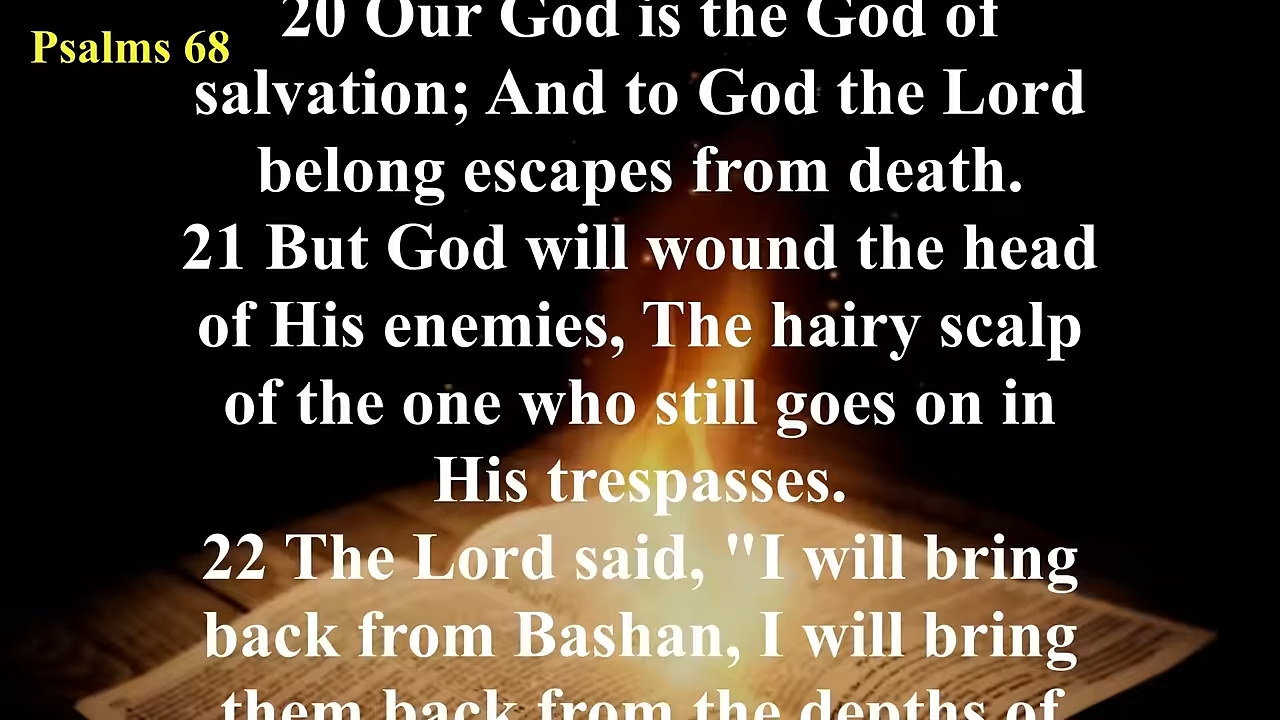 Psalms 68
20 Our God is the God of
salvation; And to God the Lord
belong escapes from death.
21 But God will wound the head
of His enemies, The hairy scalp
of the one who still goes on in
His trespasses.
22 The Lord said, "I will bring
back from Bashan, I will bring
them back from the depths of